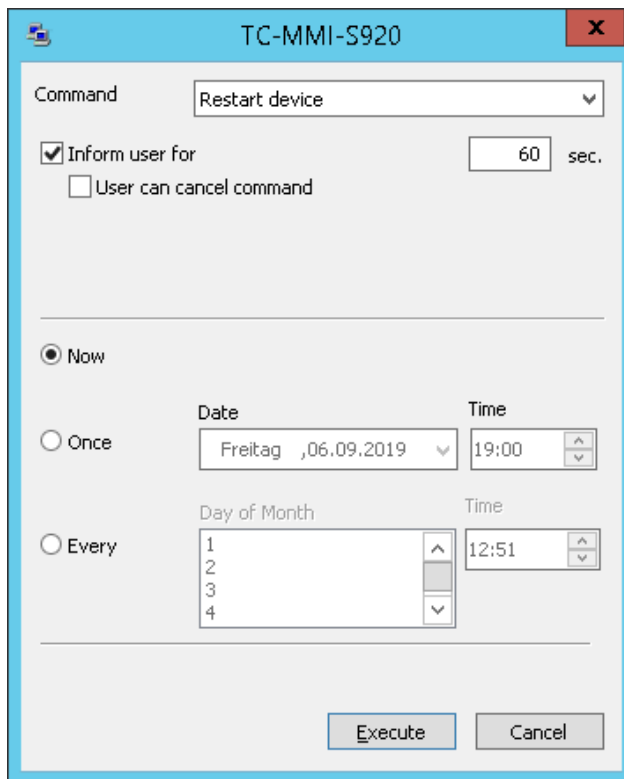 TC-MMI-S920
x
Command
Restart device
Inform user for 60 sec.
User can cancel command
Now
Date Time
Once Freitag ,06.09.2019 19:00
Day of Month Time
Every 12:51
1
2
3
4
Execute Cancel